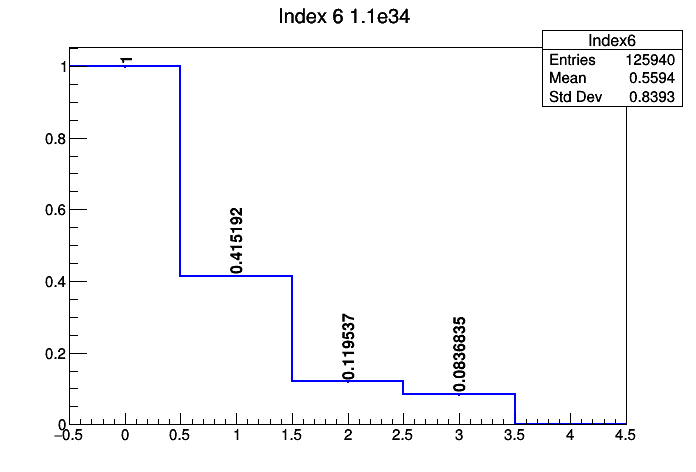 Index 6 1.1e34
Index6
Entries 125940
Mean 0.5594
Std Dev 0.8393
1
0.415192
0.119537
0.0836835
1
0.8
0.6
0.4
0.2
0
−0.5 0 0.5 1 1.5 2 2.5 3 3.5 4 4.5